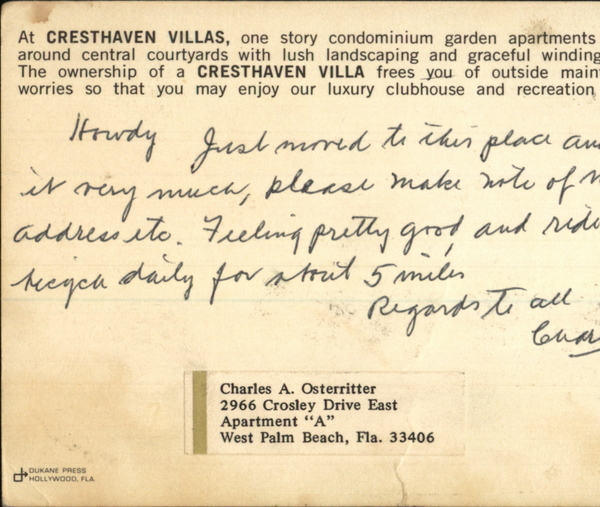 At CRESTHAVEN VILLAS, one story condominium garden apartments
around central courtyards with lush landscaping and graceful winding
The ownership of a CRESTHAVEN VILLA frees you of outside main
worries so that you may enjoy our luxury clubhouse and recreation
Howdy Just moved to this place an
it very much, please make note of
address etc. Feeling pretty good, and ride
bicycle daily for about 5 miles
Regards to all
Char
Charles A. Osterritter
2966 Crosley Drive East
Apartment “A”
West Palm Beach, Fla. 33406
DUKANE PRESS
HOLLYWOOD, FLA.